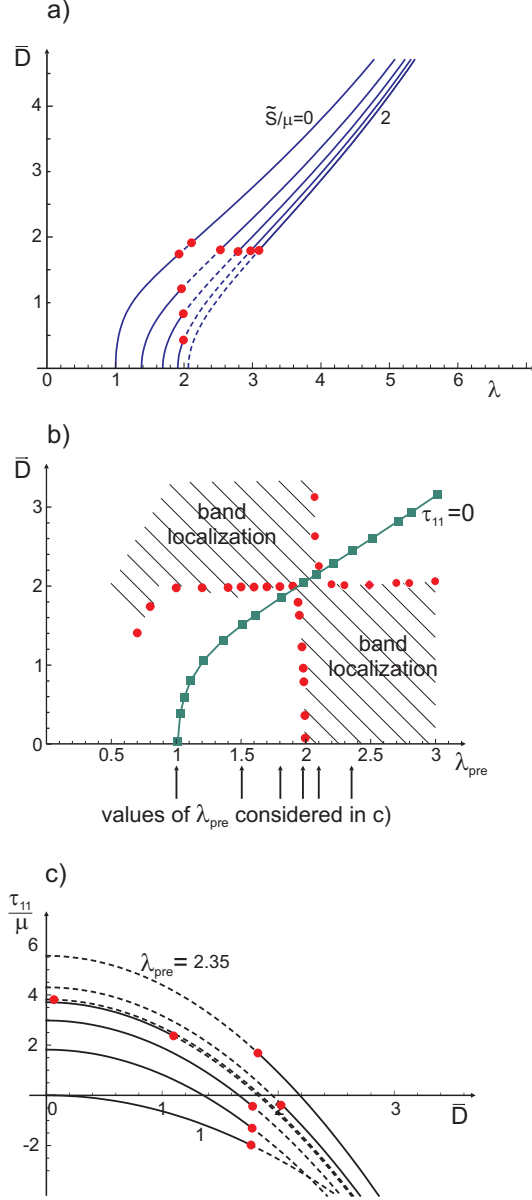 a)
D̄
S̃/μ=0
2
4
3
2
1
0
0 1 2 3 4 5 6 λ
b)
D̄
τ₁₁=0
band
localization
3
2
band
localization
1
0
0.5 1 1.5 2 2.5 3 λpre
values of λpre considered in c)
c)
τ₁₁
μ
6
λpre = 2.35
4
2
0 1 2 3 D̄
1
-2